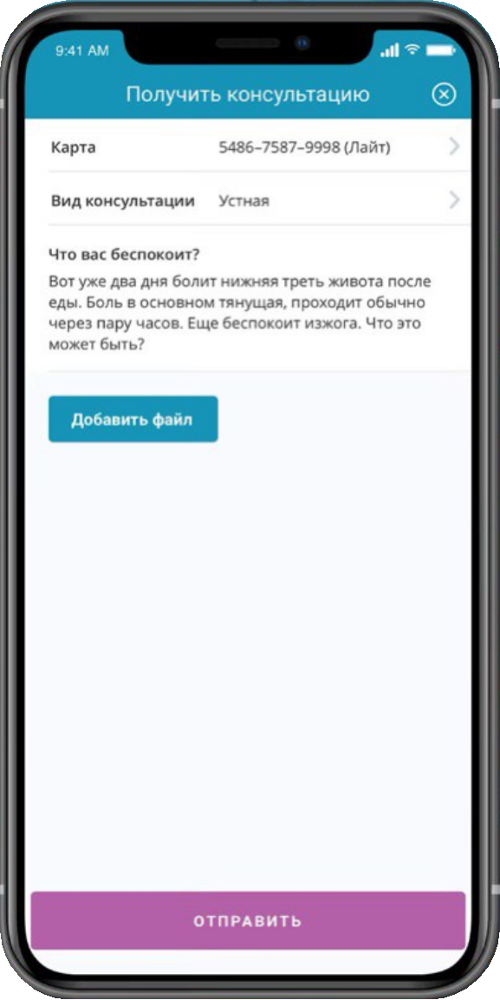 9:41 AM
Получить консультацию
Карта 5486–7587–9998 (Лайт)
Вид консультации Устная
Что вас беспокоит?
Вот уже два дня болит нижняя треть живота после
еды. Боль в основном тянущая, проходит обычно
через пару часов. Еще беспокоит изжога. Что это
может быть?
Добавить файл
ОТПРАВИТЬ